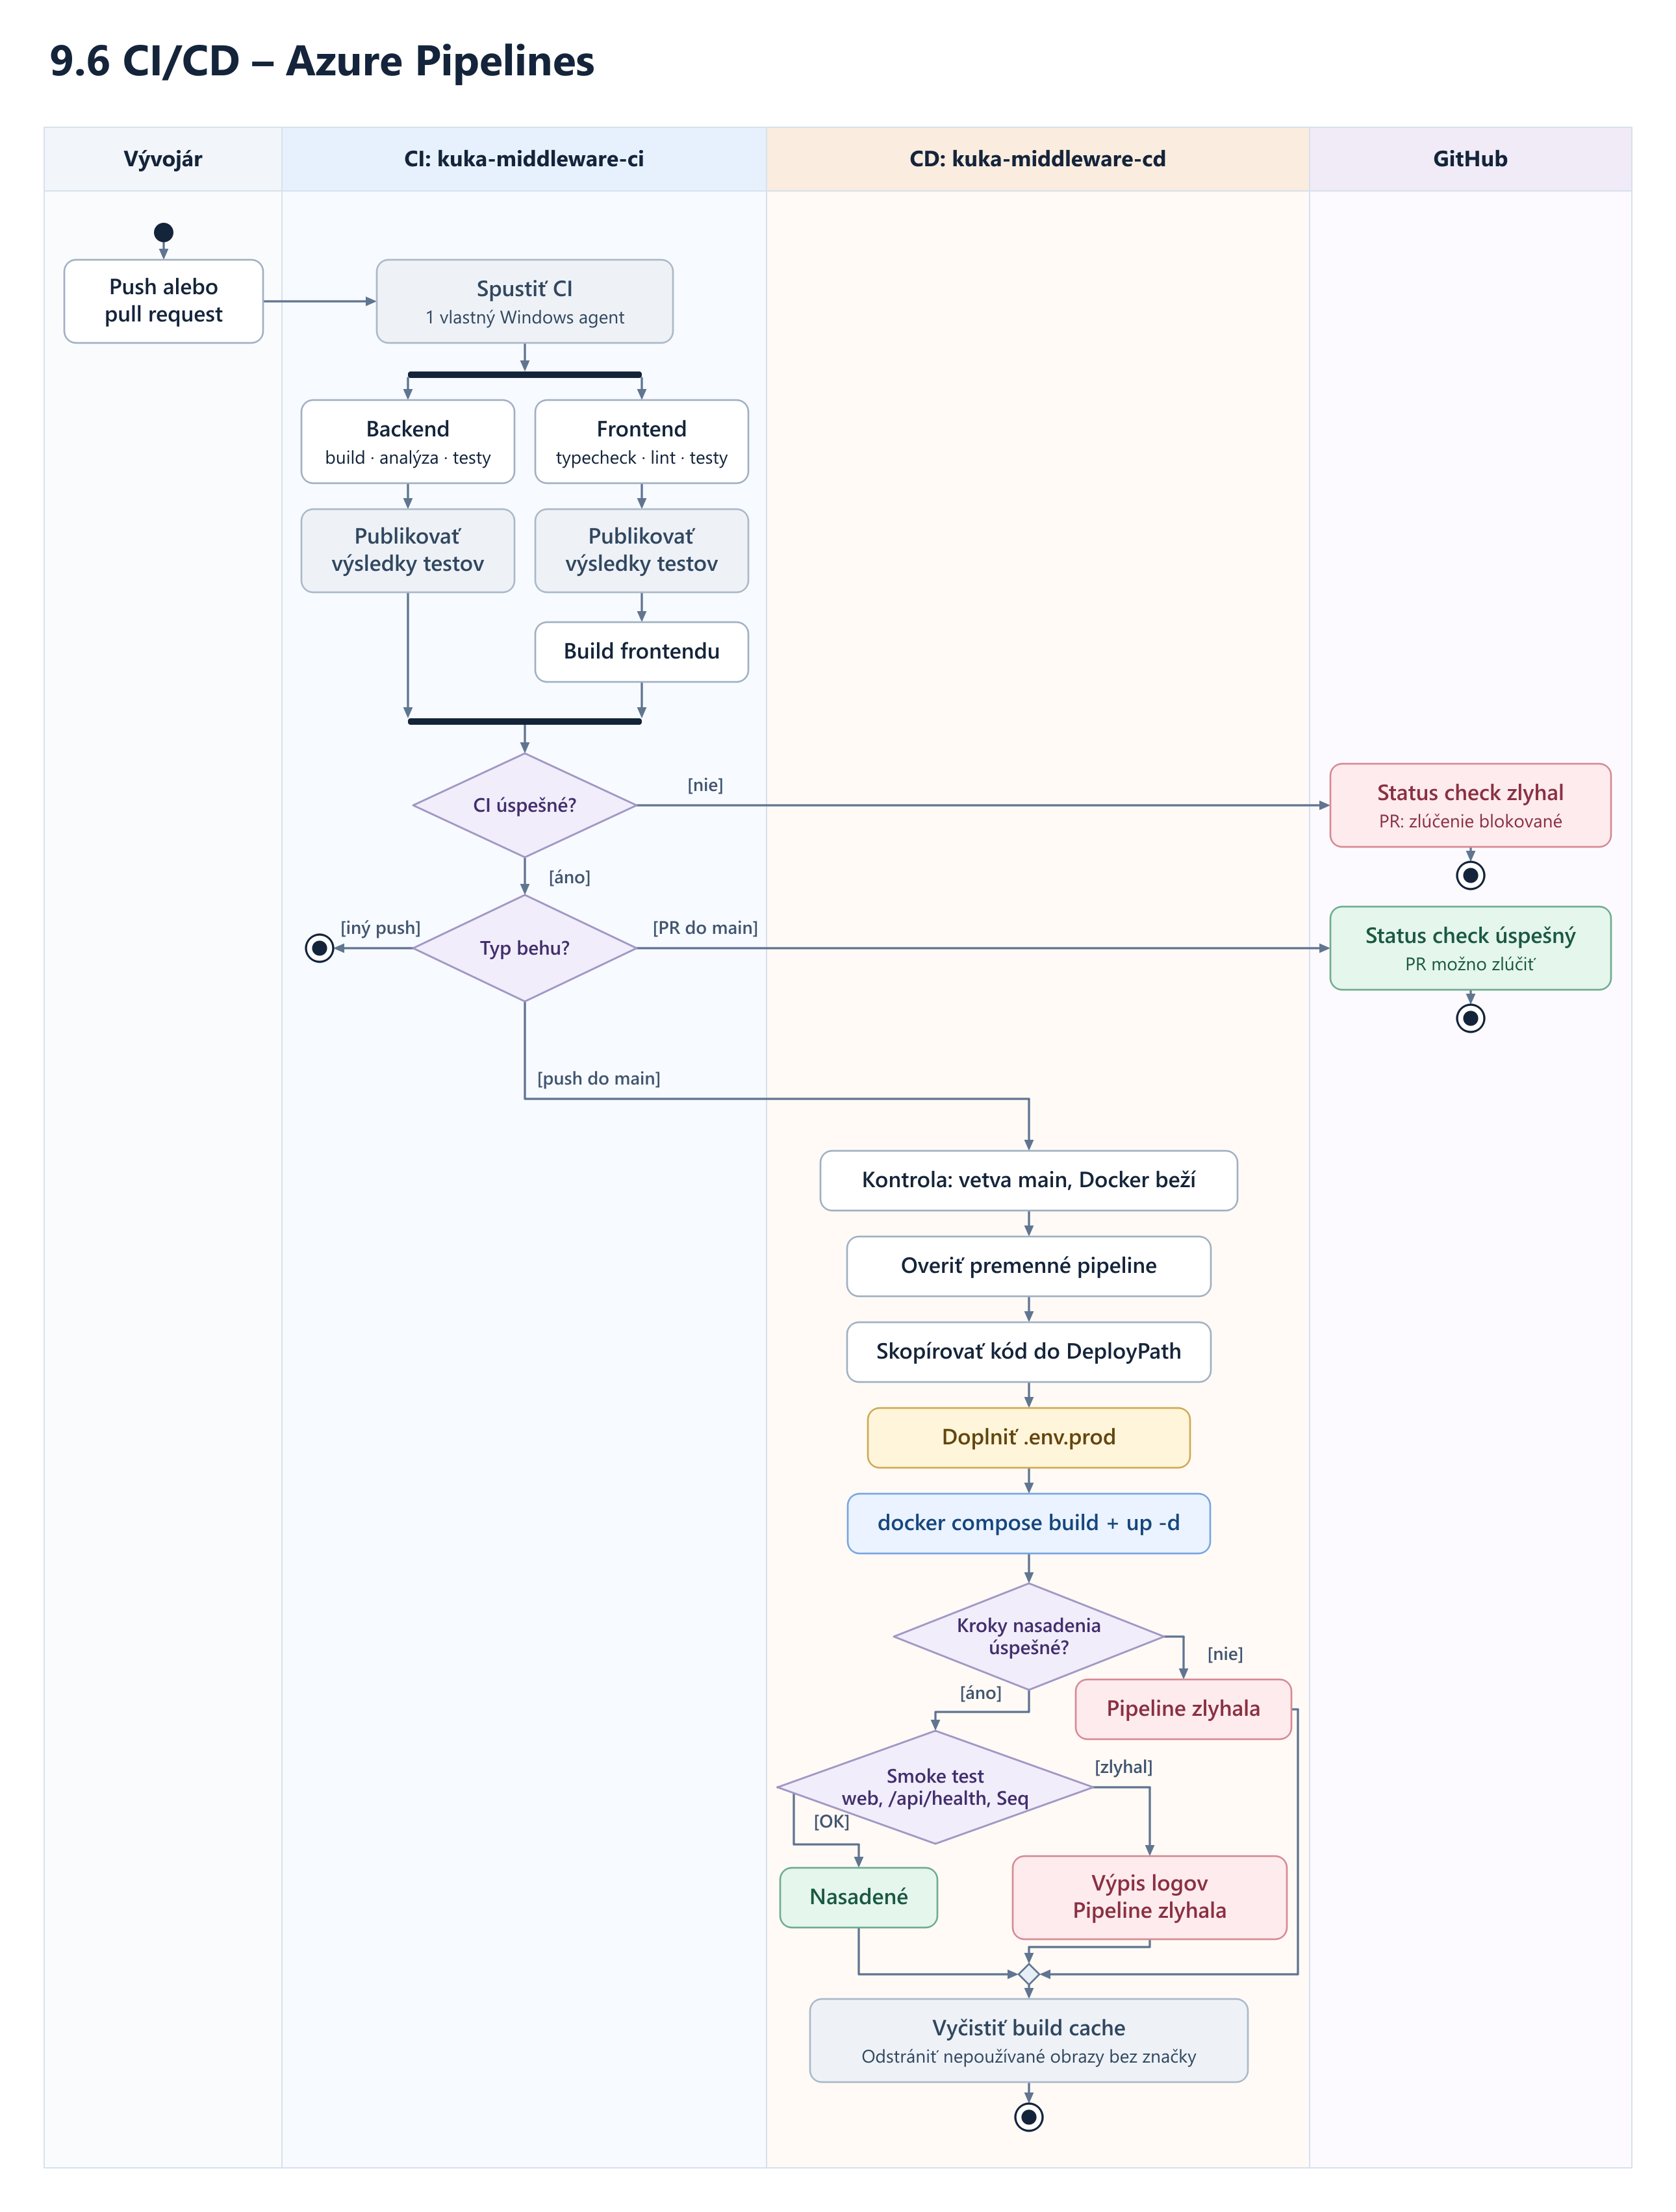 9.6 CI/CD – Azure Pipelines
Vývojár
CI: kuka-middleware-ci
CD: kuka-middleware-cd
GitHub
Push alebo
pull request
Spustiť CI
1 vlastný Windows agent
Backend
build · analýza · testy
Frontend
typecheck · lint · testy
Publikovať
výsledky testov
Publikovať
výsledky testov
Build frontendu
CI úspešné?
[nie]
Status check zlyhal
PR: zlúčenie blokované
[áno]
[iný push]
Typ behu?
[PR do main]
Status check úspešný
PR možno zlúčiť
[push do main]
Kontrola: vetva main, Docker beží
Overiť premenné pipeline
Skopírovať kód do DeployPath
Doplniť .env.prod
docker compose build + up -d
Kroky nasadenia
úspešné?
[nie]
[áno]
Pipeline zlyhala
Smoke test
web, /api/health, Seq
[zlyhal]
[OK]
Nasadené
Výpis logov
Pipeline zlyhala
Vyčistiť build cache
Odstrániť nepoužívané obrazy bez značky